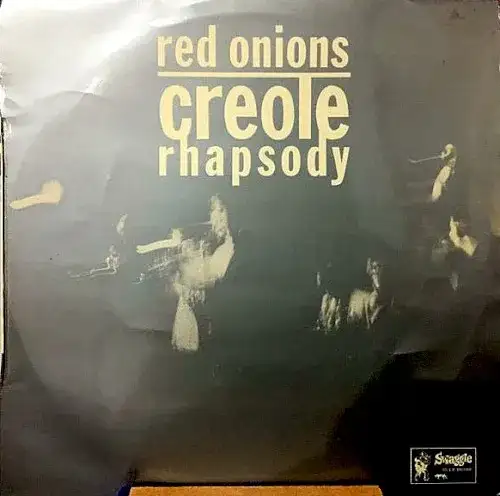 red onions
creole
rhapsody
Swaggie